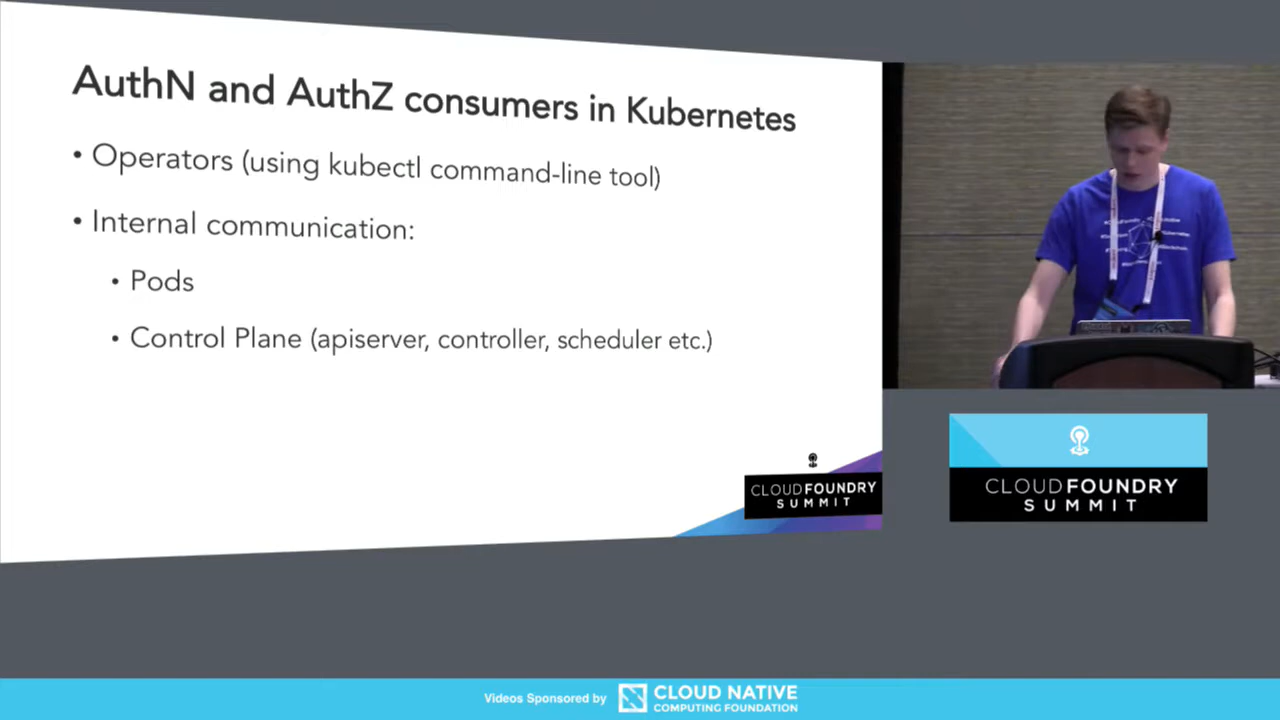 AuthN and AuthZ consumers in Kubernetes
• Operators (using kubectl command-line tool)
• Internal communication:
• Pods
• Control Plane (apiserver, controller, scheduler etc.)
CLOUDFOUNDRY
SUMMIT
CLOUDFOUNDRY
SUMMIT
Videos Sponsored by
CLOUD NATIVE
COMPUTING FOUNDATION